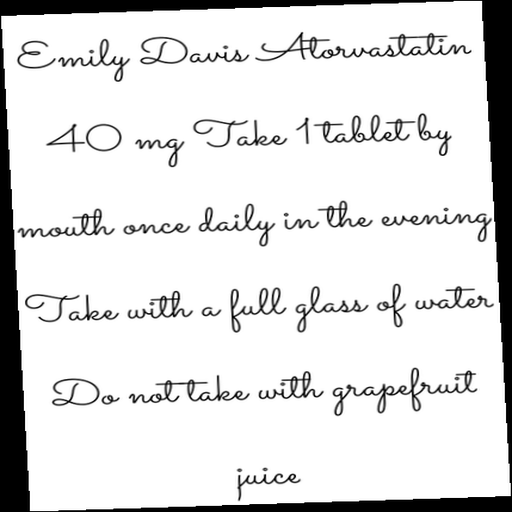 Emily Davis Atorvastatin
40 mg Take 1 tablet by
mouth once daily in the evening
Take with a full glass of water
Do not take with grapefruit
juice